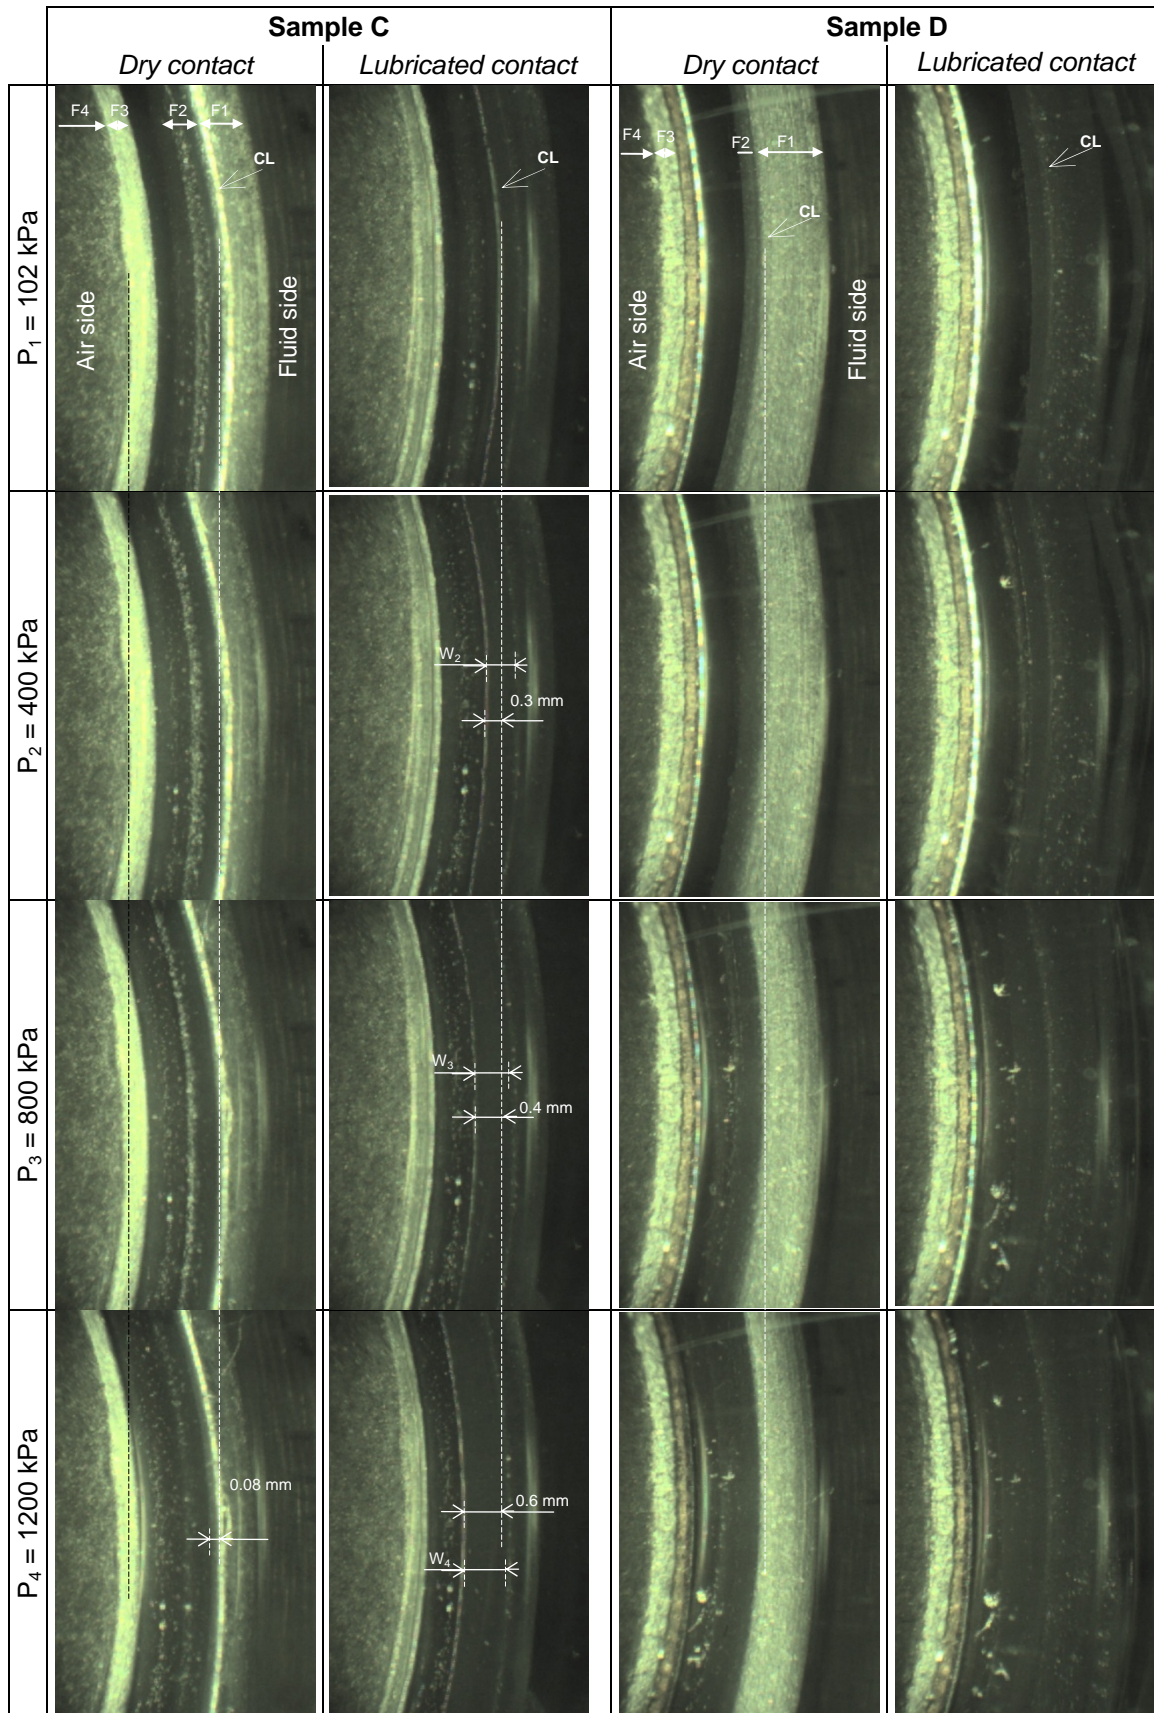 Sample C Sample D
Dry contact Lubricated contact Dry contact Lubricated contact
P1 = 102 kPa
F4 F3 F2 F1
CL
Air side
Fluid side
CL
F4 F3 F2 F1
CL
Air side
Fluid side
CL
P2 = 400 kPa
W2
0.3 mm
P3 = 800 kPa
W3
0.4 mm
P4 = 1200 kPa
0.08 mm
0.6 mm
W4